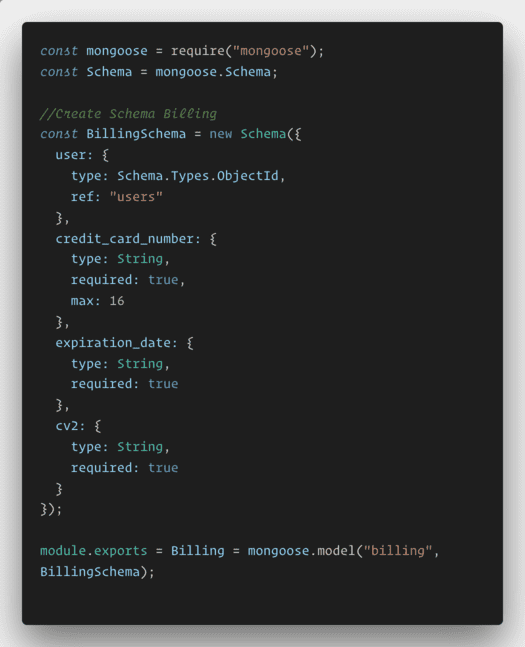 const mongoose = require("mongoose");
const Schema = mongoose.Schema;

//Create Schema Billing
const BillingSchema = new Schema({
  user: {
    type: Schema.Types.ObjectId,
    ref: "users"
  },
  credit_card_number: {
    type: String,
    required: true,
    max: 16
  },
  expiration_date: {
    type: String,
    required: true
  },
  cv2: {
    type: String,
    required: true
  }
});

module.exports = Billing = mongoose.model("billing",
BillingSchema);